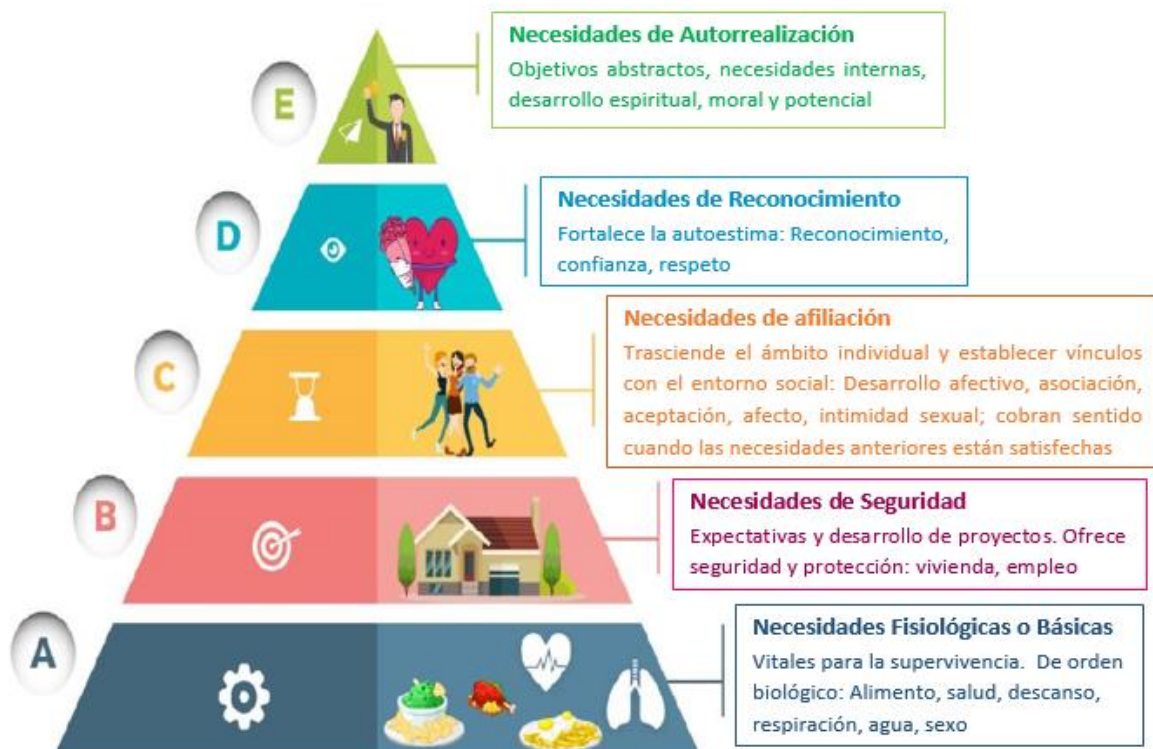 E
Necesidades de Autorrealización
Objetivos abstractos, necesidades internas,
desarrollo espiritual, moral y potencial
D
Necesidades de Reconocimiento
Fortalece la autoestima: Reconocimiento,
confianza, respeto
C
Necesidades de afiliación
Trasciende el ámbito individual y establecer vínculos
con el entorno social: Desarrollo afectivo, asociación,
aceptación, afecto, intimidad sexual; cobran sentido
cuando las necesidades anteriores están satisfechas
B
Necesidades de Seguridad
Expectativas y desarrollo de proyectos. Ofrece
seguridad y protección: vivienda, empleo
A
Necesidades Fisiológicas o Básicas
Vitales para la supervivencia. De orden
biológico: Alimento, salud, descanso,
respiración, agua, sexo